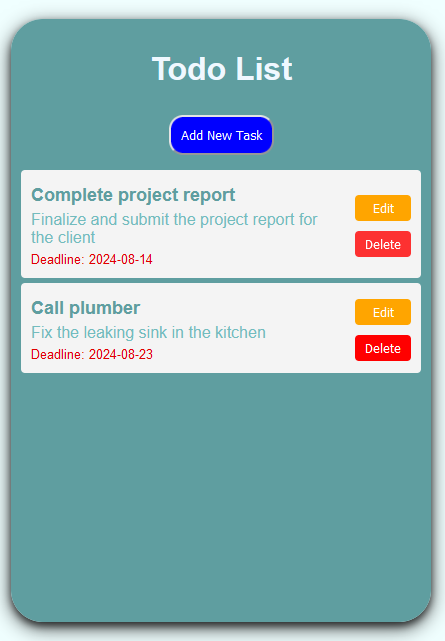 Todo List
Add New Task
Complete project report
Edit
Finalize and submit the project report for
the client
Delete
Deadline: 2024-08-14
Call plumber
Edit
Fix the leaking sink in the kitchen
Delete
Deadline: 2024-08-23